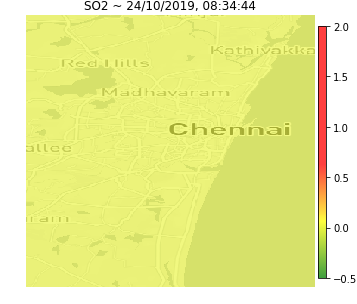 SO2 ~ 24/10/2019, 08:34:44
Kathivakka
Red Hills
Madhavaram
Chennai
allee
ram
2.0
1.5
1.0
0.5
0.0
−0.5